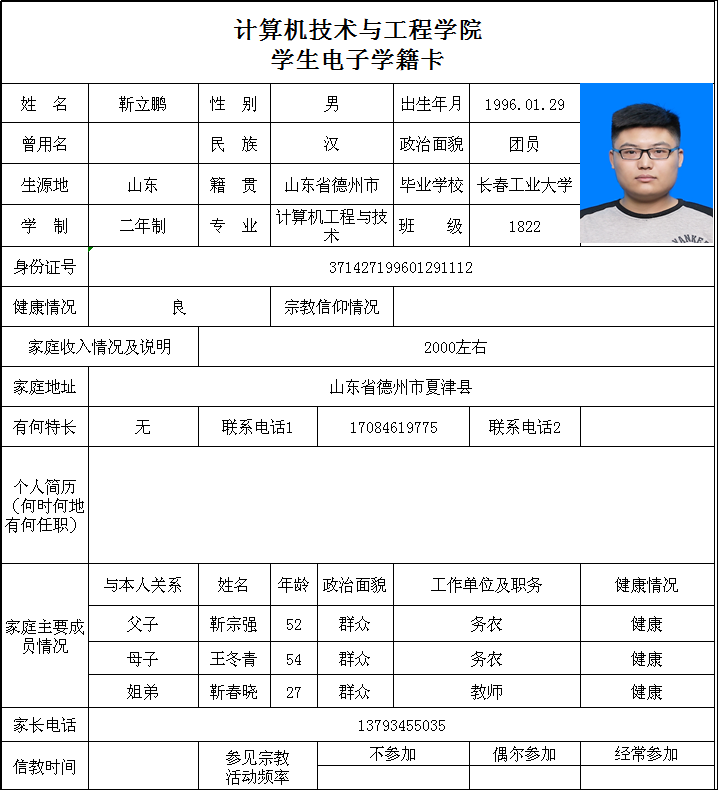 计算机技术与工程学院
学生电子学籍卡
姓 名 靳立鹏 性 别 男 出生年月 1996.01.29
曾用名 民 族 汉 政治面貌 团员
生源地 山东 籍 贯 山东省德州市 毕业学校 长春工业大学
学 制 二年制 专 业 计算机工程与技术 班 级 1822
YANKEE
身份证号 371427199601291112
健康情况 良 宗教信仰情况
家庭收入情况及说明 2000左右
家庭地址 山东省德州市夏津县
有何特长 无 联系电话1 17084619775 联系电话2
个人简历
（何时何地
有何任职）
家庭主要成
员情况
与本人关系 姓名 年龄 政治面貌 工作单位及职务 健康情况
父子 靳宗强 52 群众 务农 健康
母子 王冬青 54 群众 务农 健康
姐弟 靳春晓 27 群众 教师 健康
家长电话 13793455035
信教时间 参见宗教
活动频率 不参加 偶尔参加 经常参加